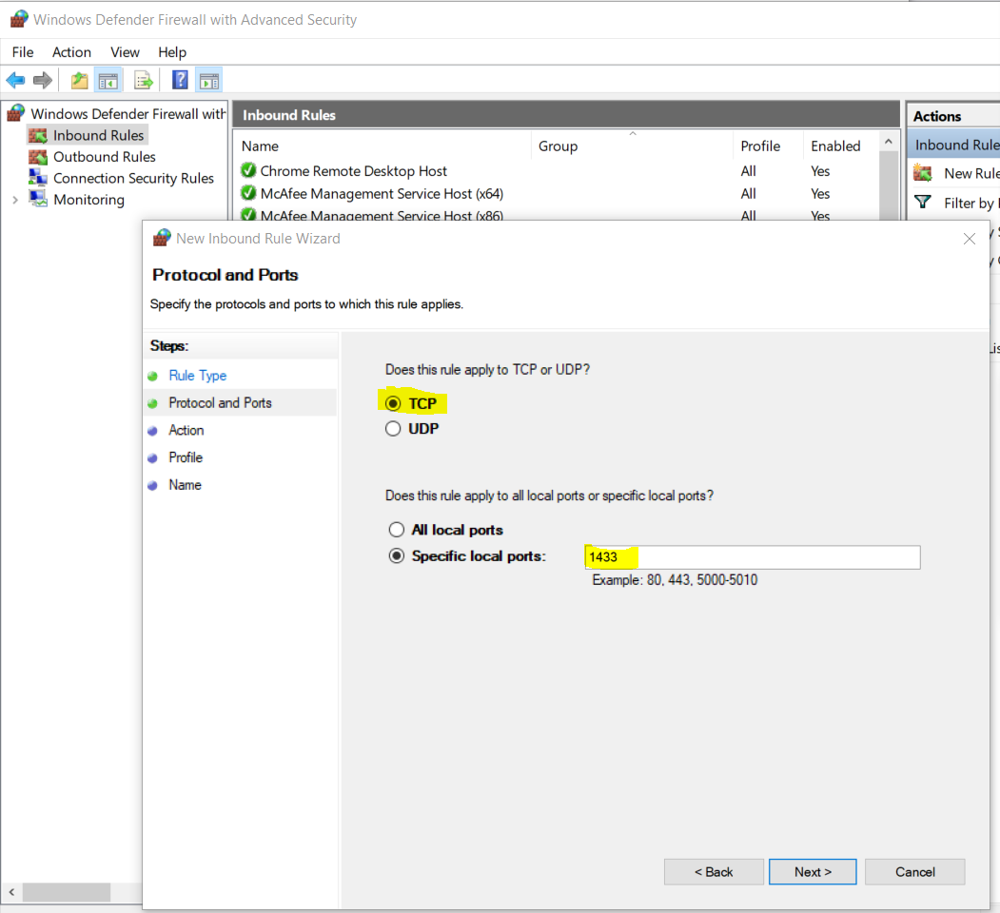 Windows Defender Firewall with Advanced Security
File Action View Help
Windows Defender Firewall with
Inbound Rules
Outbound Rules
Connection Security Rules
Monitoring
Inbound Rules
Name Group Profile Enabled
Chrome Remote Desktop Host All Yes
McAfee Management Service Host (x64) All Yes
McAfee Management Service Host (x86) All Yes
Actions
Inbound Rule
New Rule
Filter by
New Inbound Rule Wizard
Protocol and Ports
Specify the protocols and ports to which this rule applies.
Steps:
Rule Type
Protocol and Ports
Action
Profile
Name
Does this rule apply to TCP or UDP?
TCP
UDP
Does this rule apply to all local ports or specific local ports?
All local ports
Specific local ports: 1433
Example: 80, 443, 5000-5010
< Back Next > Cancel